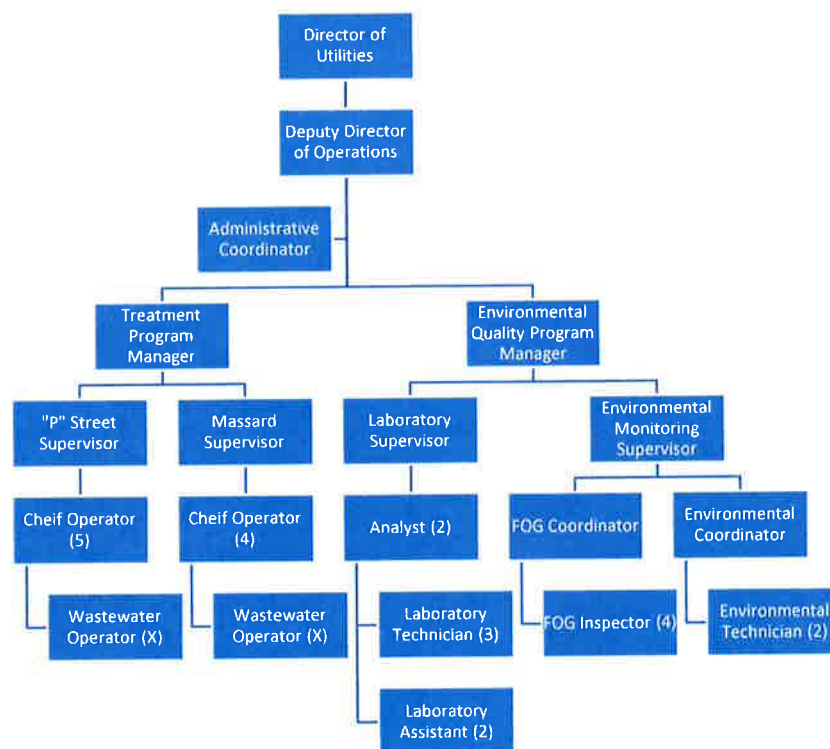 Director of
Utilities
Deputy Director
of Operations
Administrative
Coordinator
Treatment
Program
Manager
Environmental
Quality Program
Manager
"P" Street
Supervisor
Massard
Supervisor
Laboratory
Supervisor
Environmental
Monitoring
Supervisor
Cheif Operator
(5)
Cheif Operator
(4)
Analyst (2)
FOG Coordinator
Environmental
Coordinator
Wastewater
Operator (X)
Wastewater
Operator (X)
Laboratory
Technician (3)
FOG Inspector (4)
Environmental
Technician (2)
Laboratory
Assistant (2)